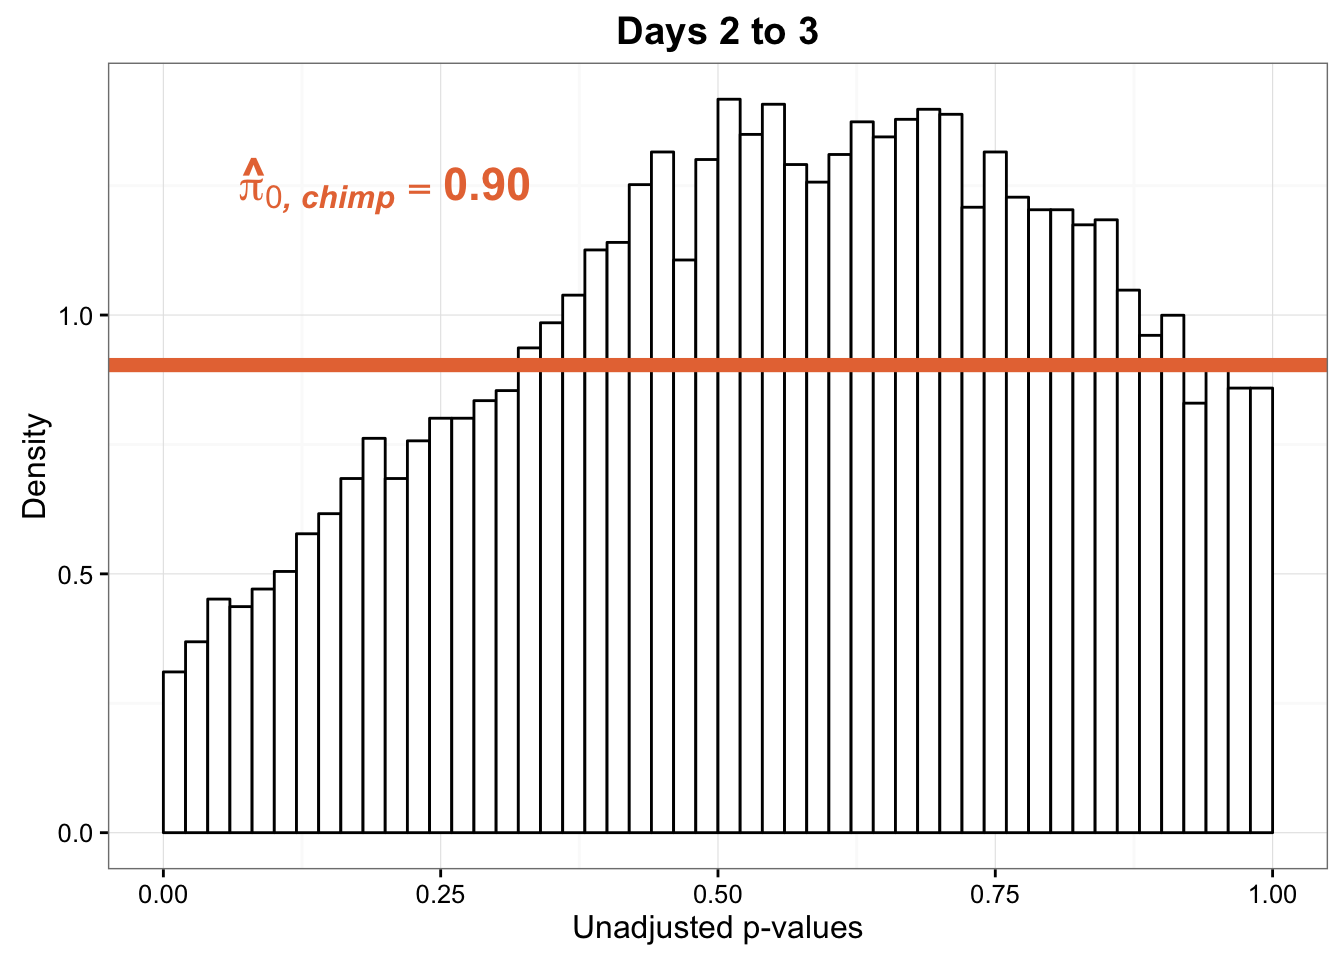 Days 2 to 3
π̂0, chimp = 0.90
Density
1.0
0.5
0.0
0.00 0.25 0.50 0.75 1.00
Unadjusted p-values